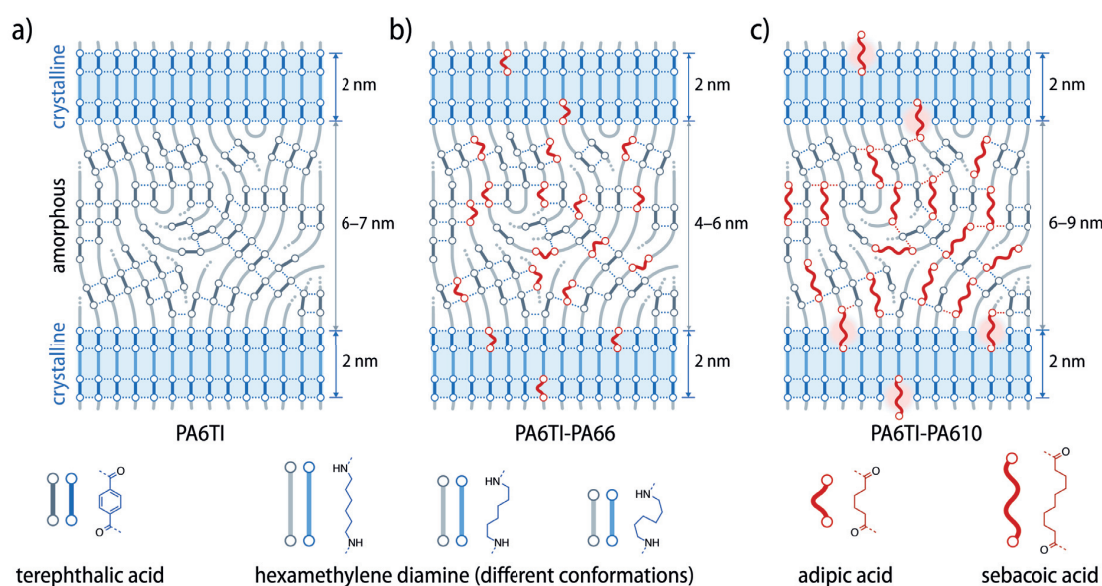 a)
b)
c)
crystalline
2 nm
2 nm
2 nm
amorphous
6–7 nm
4–6 nm
6–9 nm
crystalline
2 nm
2 nm
2 nm
PA6TI
PA6TI-PA66
PA6TI-PA610
O
O
HN
NH
HN
NH
HN
NH
O
O
O
O
terephthalic acid
hexamethylene diamine (different conformations)
adipic acid
sebacoic acid